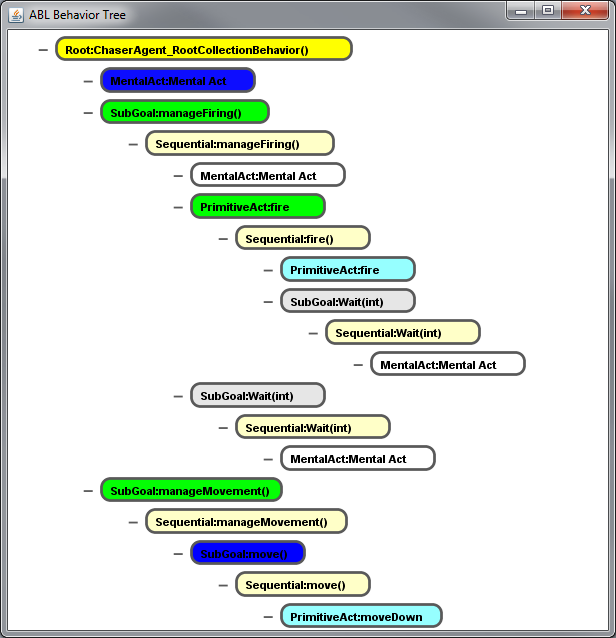 ABL Behavior Tree
Root:ChaserAgent_RootCollectionBehavior()
MentalAct:Mental Act
SubGoal:manageFiring()
Sequential:manageFiring()
MentalAct:Mental Act
PrimitiveAct:fire
Sequential:fire()
PrimitiveAct:fire
SubGoal:Wait(int)
Sequential:Wait(int)
MentalAct:Mental Act
SubGoal:Wait(int)
Sequential:Wait(int)
MentalAct:Mental Act
SubGoal:manageMovement()
Sequential:manageMovement()
SubGoal:move()
Sequential:move()
PrimitiveAct:moveDown